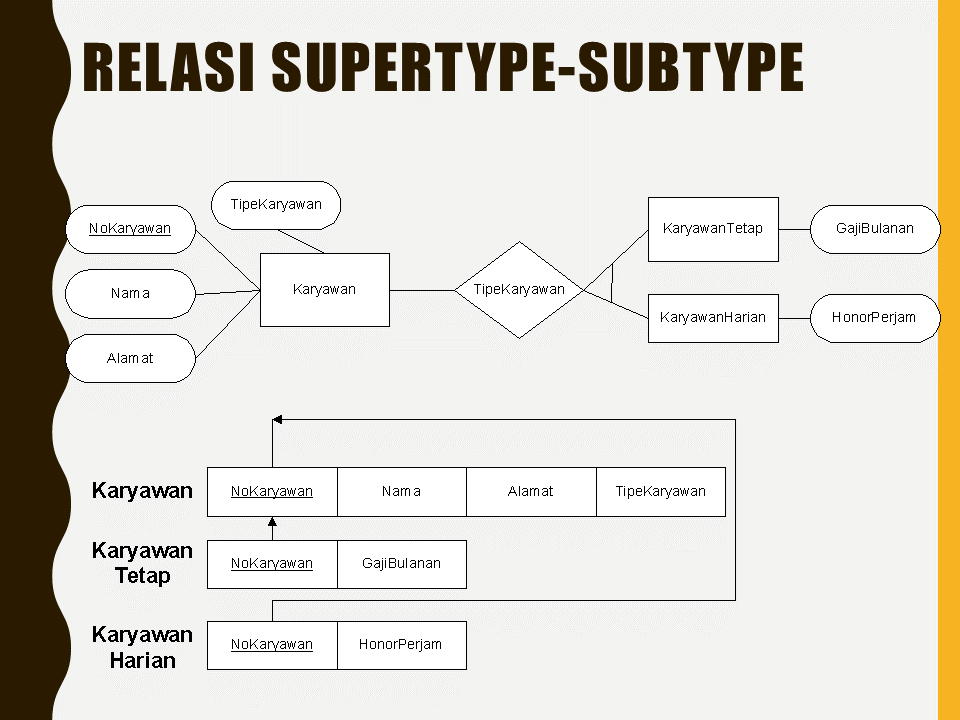 RELASI SUPERTYPE-SUBTYPE
TipeKaryawan
NoKaryawan
Nama
Alamat
Karyawan
TipeKaryawan
KaryawanTetap
GajiBulanan
KaryawanHarian
HonorPerjam
Karyawan
NoKaryawan
Nama
Alamat
TipeKaryawan
Karyawan
Tetap
NoKaryawan
GajiBulanan
Karyawan
Harian
NoKaryawan
HonorPerjam